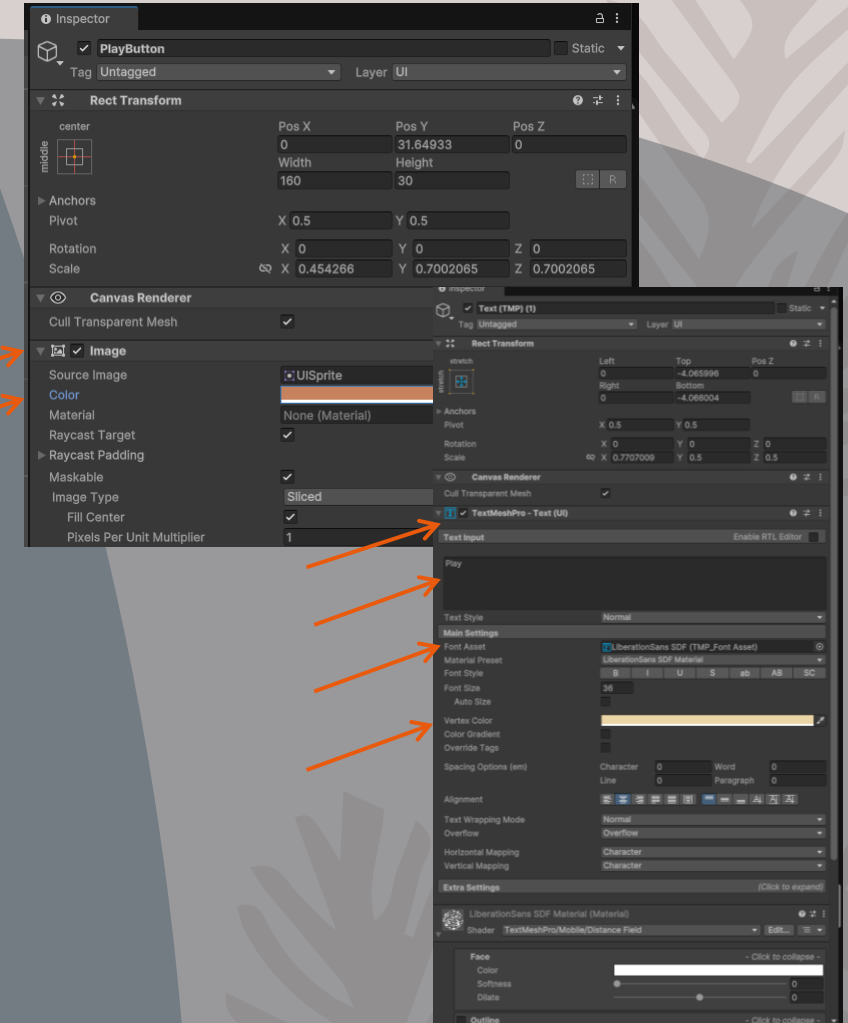 Inspector
PlayButton Static
Tag Untagged Layer UI
Rect Transform
center
middle
Pos X Pos Y Pos Z
0 31.64933 0
Width Height
160 30
R
Anchors
Pivot X 0.5 Y 0.5
Rotation X 0 Y 0 Z 0
Scale X 0.454266 Y 0.7002065 Z 0.7002065
Canvas Renderer
Cull Transparent Mesh
Image
Source Image UISprite
Color
Material None (Material)
Raycast Target
Raycast Padding
Maskable
Image Type Sliced
Fill Center
Pixels Per Unit Multiplier 1
Inspector
Text (TMP) (1) Static
Tag Untagged Layer UI
Rect Transform
stretch
stretch
Left Top Pos Z
0 -4.065996 0
Right Bottom
0 -4.066004 R
Anchors
Pivot X 0.5 Y 0.5
Rotation X 0 Y 0 Z 0
Scale X 0.7707009 Y 0.5 Z 0.5
Canvas Renderer
Cull Transparent Mesh
TextMeshPro - Text (UI)
Text Input Enable RTL Editor
Play
Text Style Normal
Main Settings
Font Asset LiberationSans SDF (TMP_Font Asset)
Material Preset LiberationSans SDF Material
Font Style B I U S ab AB SC
Font Size 36
Auto Size
Vertex Color
Color Gradient
Override Tags
Spacing Options (em) Character 0 Word 0
Line 0 Paragraph 0
Alignment
Text Wrapping Mode Normal
Overflow Overflow
Horizontal Mapping Character
Vertical Mapping Character
Extra Settings (Click to expand)
LiberationSans SDF Material (Material)
Shader TextMeshPro/Mobile/Distance Field Edit...
Face - Click to collapse -
Color
Softness 0
Dilate 0
Outline - Click to collapse -